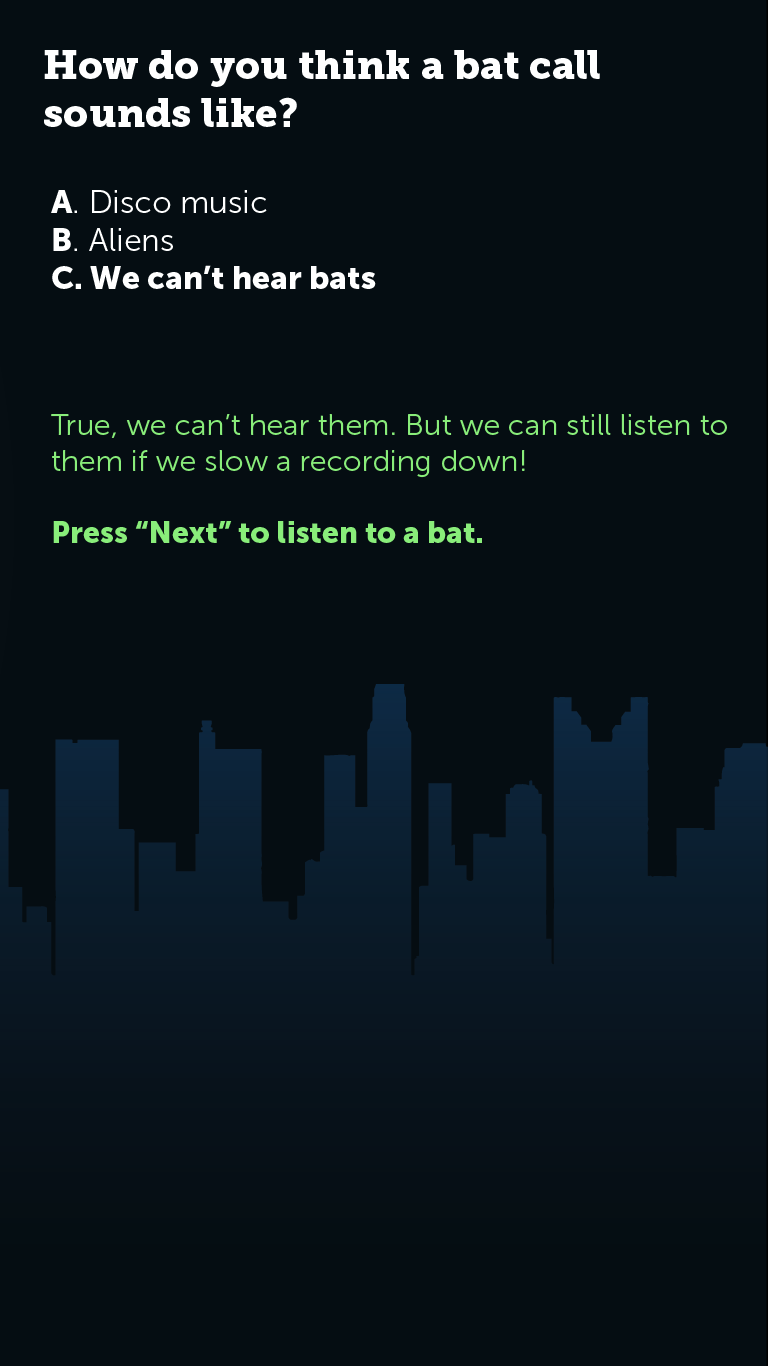 How do you think a bat call
sounds like?
A. Disco music
B. Aliens
C. We can’t hear bats
True, we can’t hear them. But we can still listen to
them if we slow a recording down!
Press “Next” to listen to a bat.